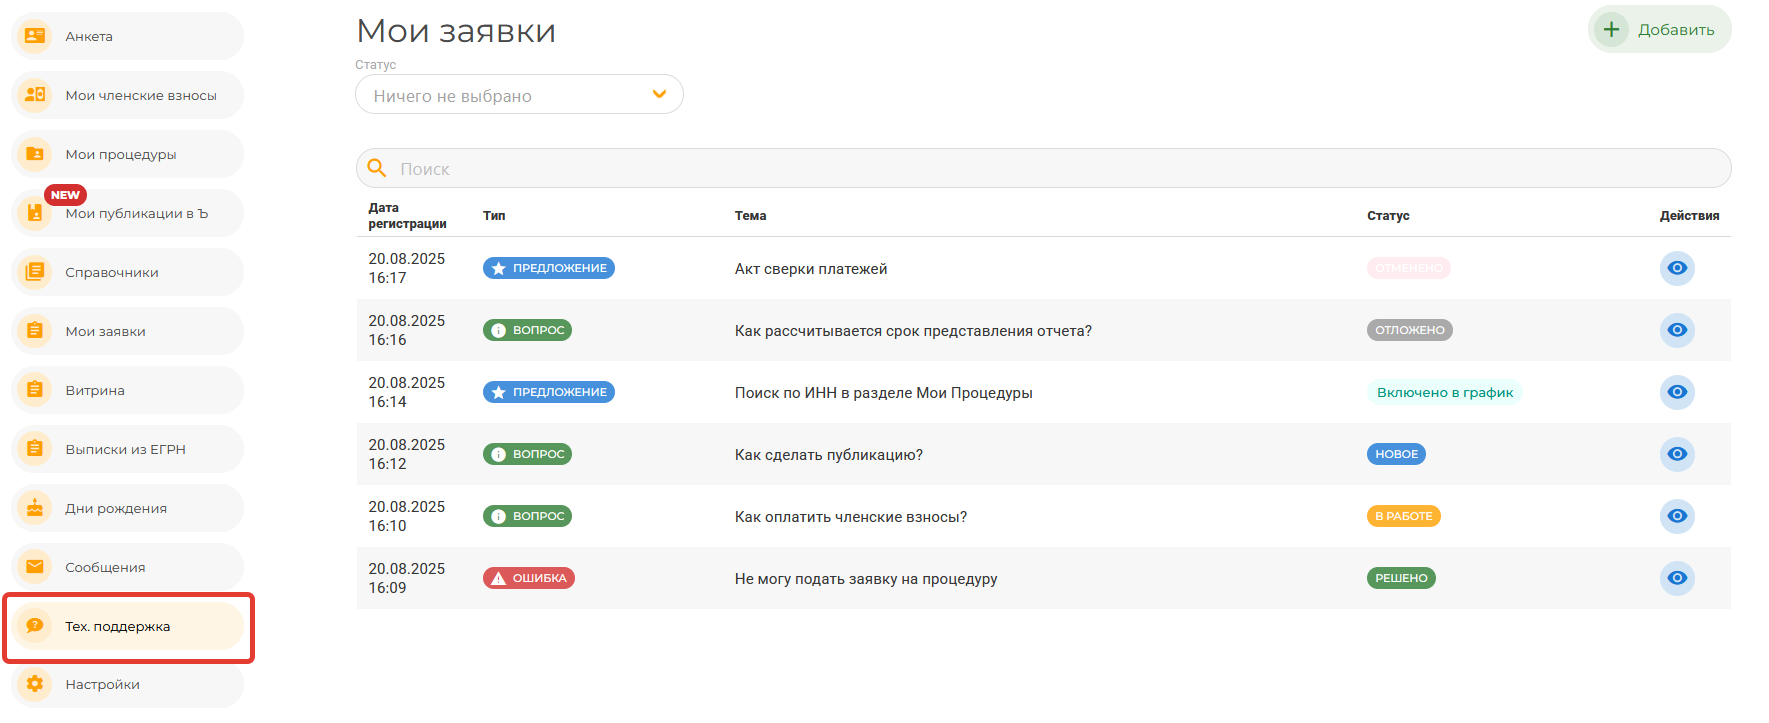 Анкета
Мои членские взносы
Мои процедуры
NEW
Мои публикации в Ъ
Справочники
Мои заявки
Витрина
Выписки из ЕГРН
Дни рождения
Сообщения
Тех. поддержка
Настройки
Мои заявки
Добавить
Статус
Ничего не выбрано
Поиск
Дата регистрации Тип Тема Статус Действия
20.08.2025 16:17 ПРЕДЛОЖЕНИЕ Акт сверки платежей ОТМЕНЕНО
20.08.2025 16:16 ВОПРОС Как рассчитывается срок представления отчета? ОТЛОЖЕНО
20.08.2025 16:14 ПРЕДЛОЖЕНИЕ Поиск по ИНН в разделе Мои Процедуры Включено в график
20.08.2025 16:12 ВОПРОС Как сделать публикацию? НОВОЕ
20.08.2025 16:10 ВОПРОС Как оплатить членские взносы? В РАБОТЕ
20.08.2025 16:09 ОШИБКА Не могу подать заявку на процедуру РЕШЕНО